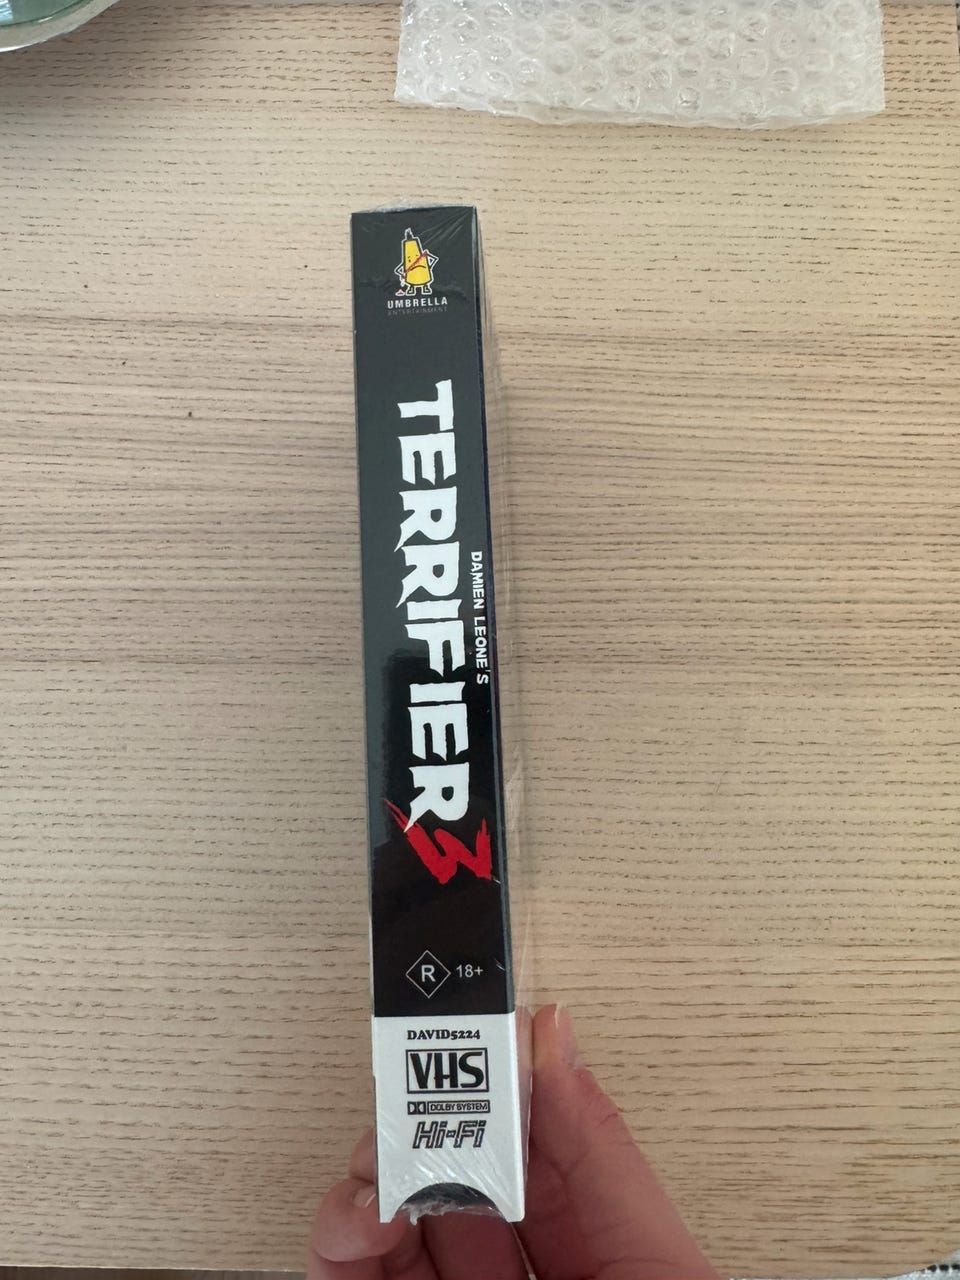 UMBRELLA
ENTERTAINMENT
DAMIEN LEONE'S
TERRIFIER
3
R 18+
DAVID5224
VHS
DOLBY SYSTEM
Hi-Fi